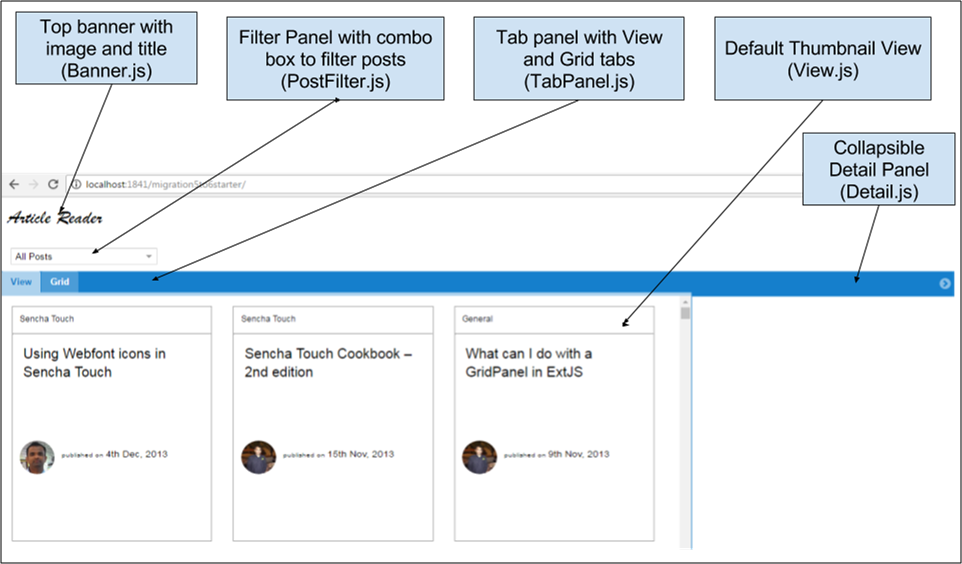 Top banner with
image and title
(Banner.js)
Filter Panel with combo
box to filter posts
(PostFilter.js)
Tab panel with View
and Grid tabs
(TabPanel.js)
Default Thumbnail View
(View.js)
Collapsible
Detail Panel
(Detail.js)
localhost:1841/migration5to6starter/
Article Reader
All Posts
View Grid
Sencha Touch
Using Webfont icons in
Sencha Touch
published on 4th Dec, 2013
Sencha Touch
Sencha Touch Cookbook –
2nd edition
published on 15th Nov, 2013
General
What can I do with a
GridPanel in ExtJS
published on 9th Nov, 2013